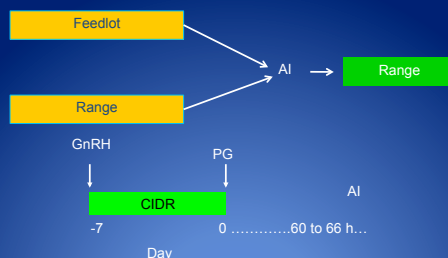 Feedlot
AI
Range
Range
GnRH
PG
AI
CIDR
-7
0 .............60 to 66 h...
Day